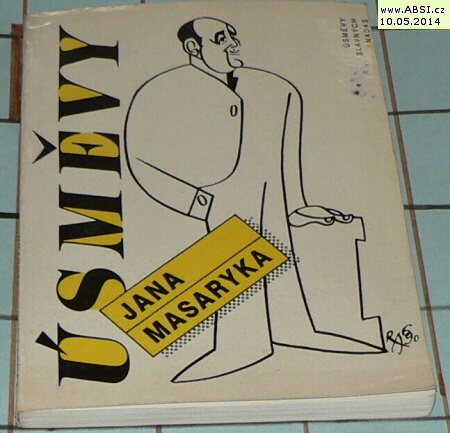 www.ABSI.cz
10.05.2014
ÚSMĚVY
SLAVNÝCH
ÚSMĚVY
JANA
MASARYKA